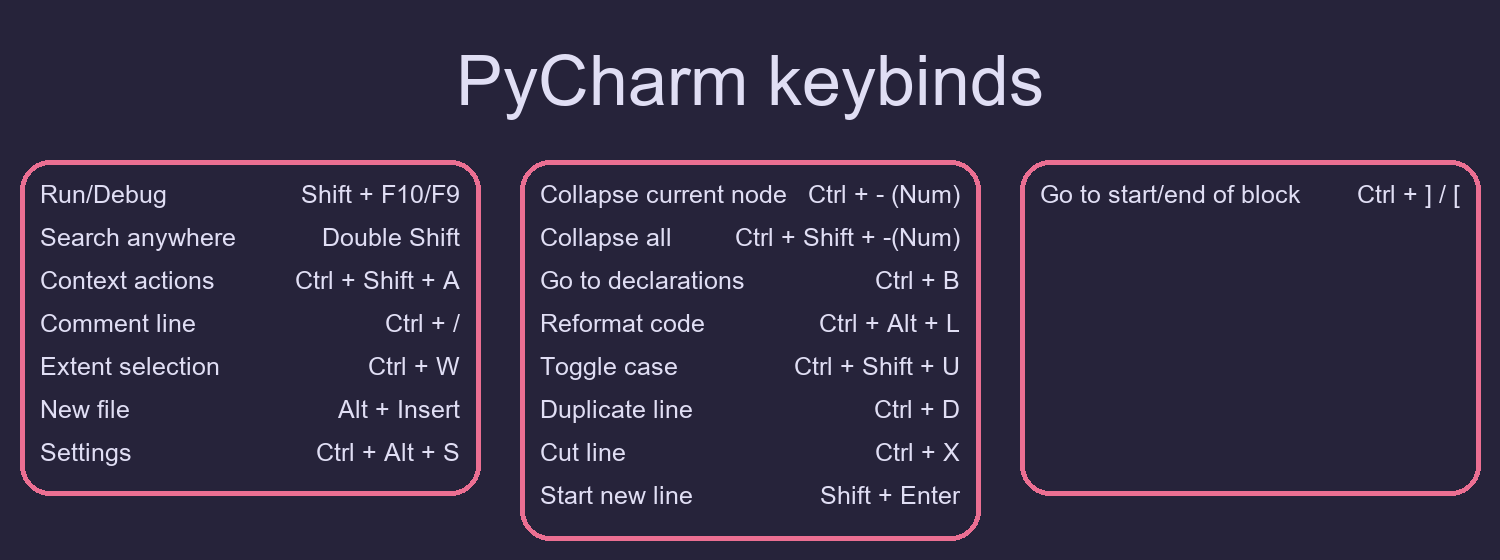 PyCharm keybinds
Run/Debug Shift + F10/F9
Search anywhere Double Shift
Context actions Ctrl + Shift + A
Comment line Ctrl + /
Extent selection Ctrl + W
New file Alt + Insert
Settings Ctrl + Alt + S
Collapse current node Ctrl + - (Num)
Collapse all Ctrl + Shift + -(Num)
Go to declarations Ctrl + B
Reformat code Ctrl + Alt + L
Toggle case Ctrl + Shift + U
Duplicate line Ctrl + D
Cut line Ctrl + X
Start new line Shift + Enter
Go to start/end of block Ctrl + ] / [